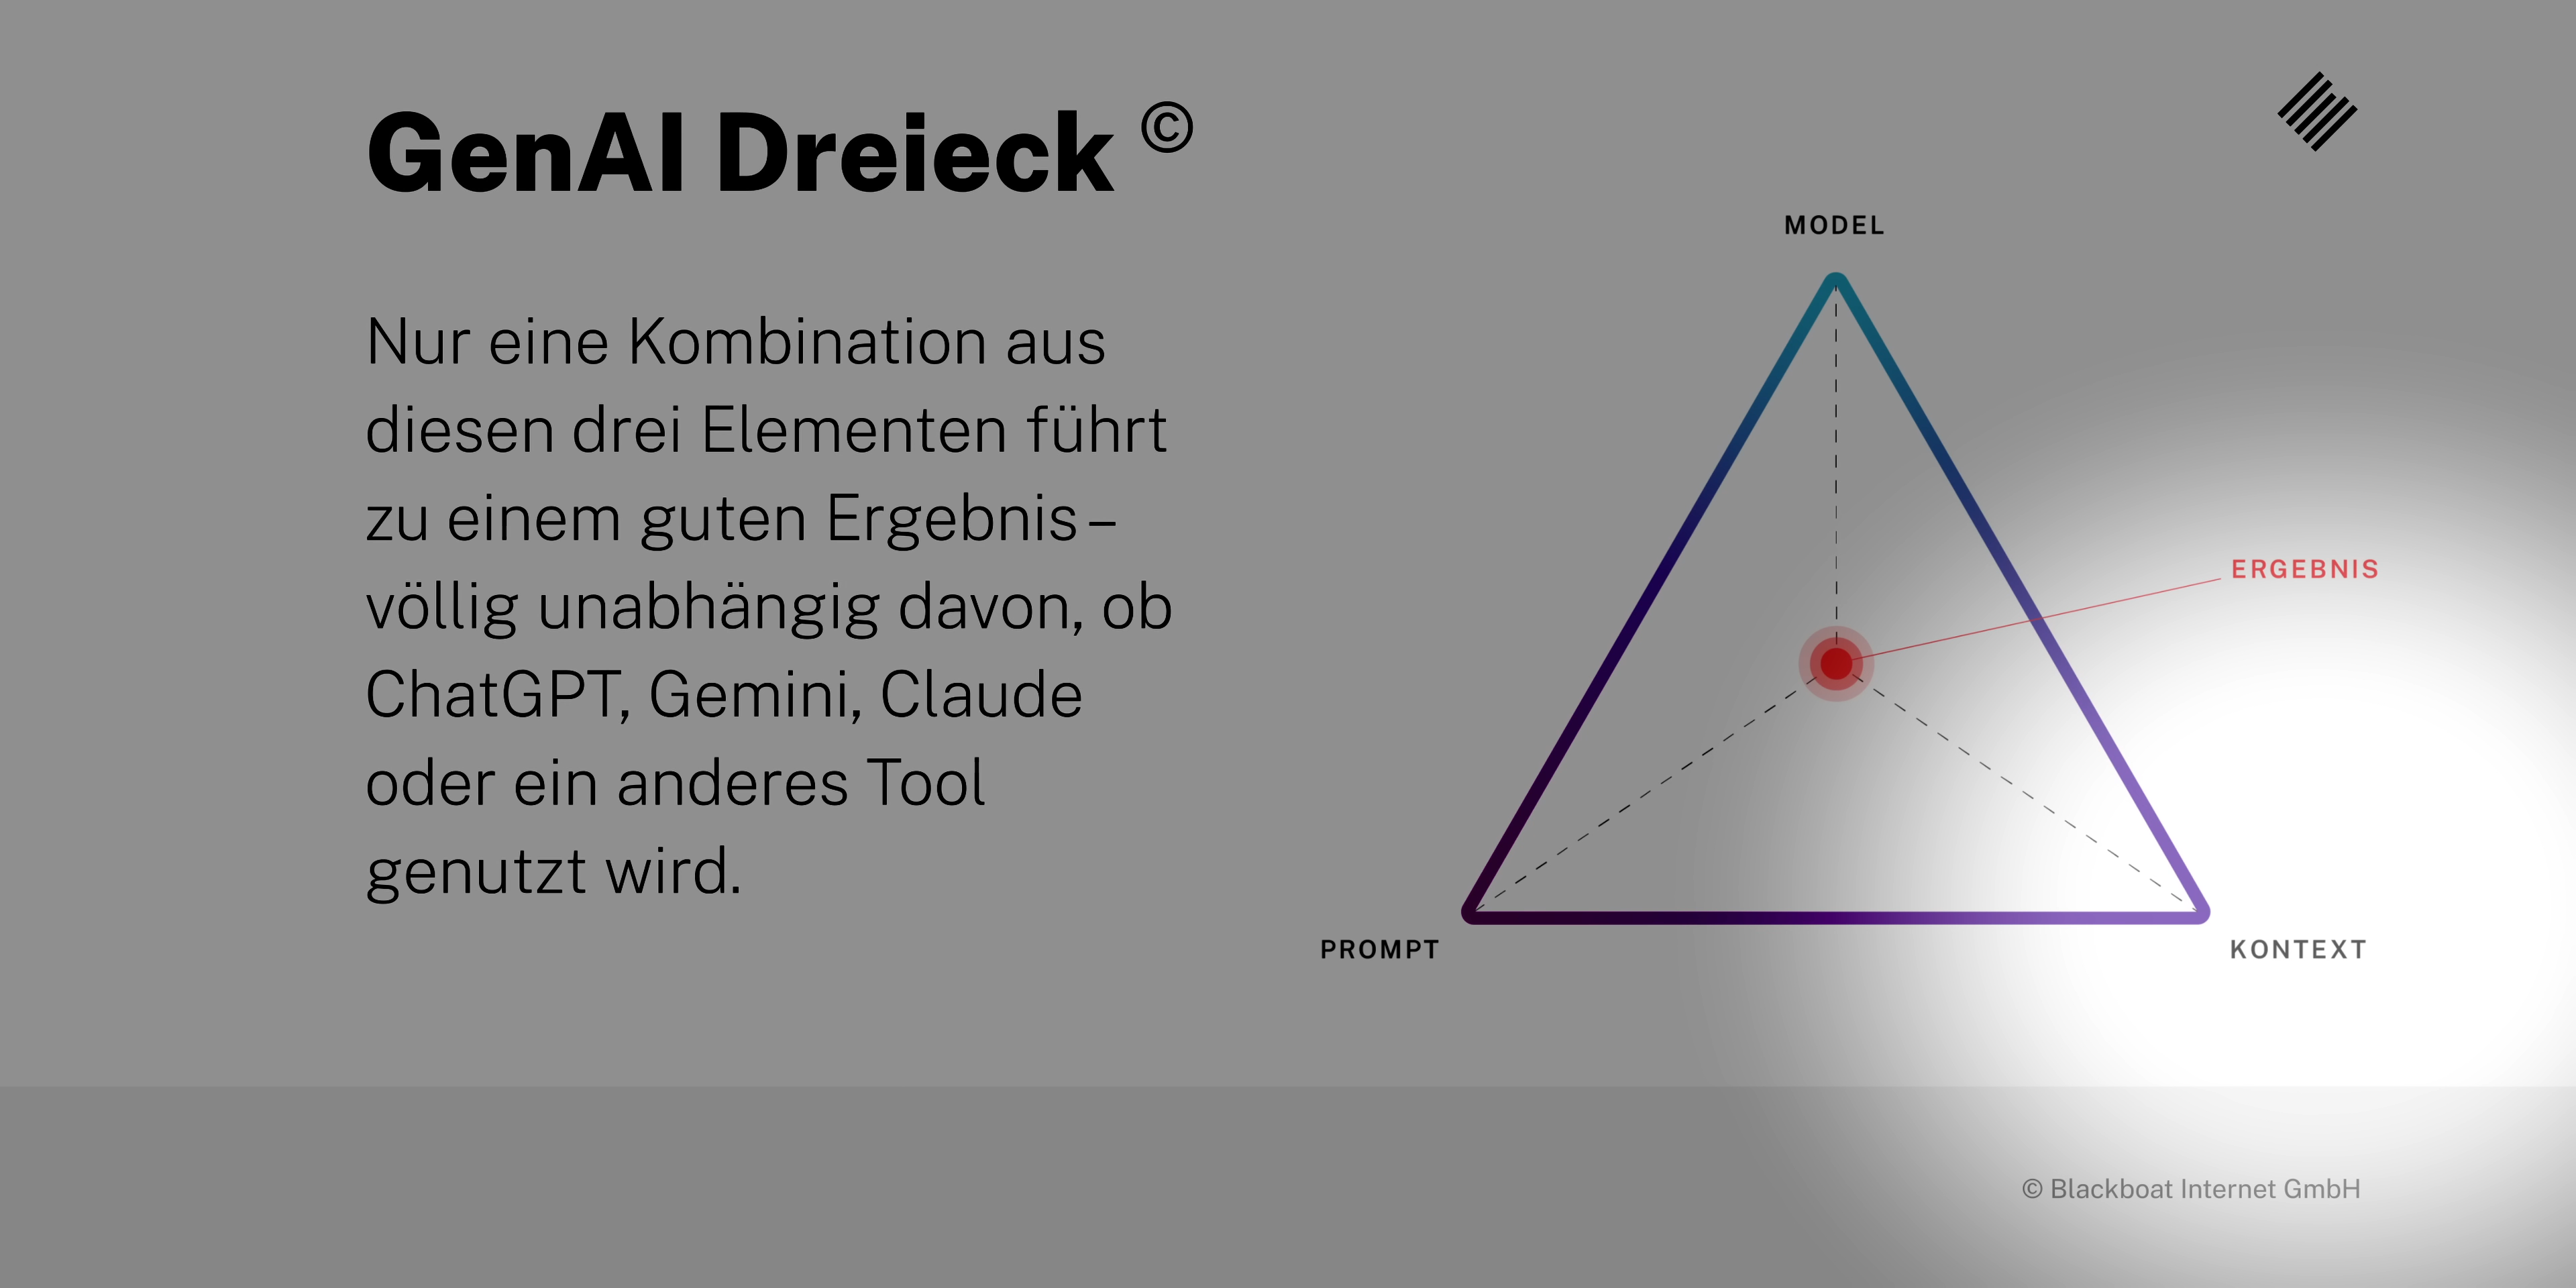 GenAI Dreieck ©
Nur eine Kombination aus
diesen drei Elementen führt
zu einem guten Ergebnis –
völlig unabhängig davon, ob
ChatGPT, Gemini, Claude
oder ein anderes Tool
genutzt wird.
MODEL
ERGEBNIS
PROMPT
KONTEXT
© Blackboat Internet GmbH